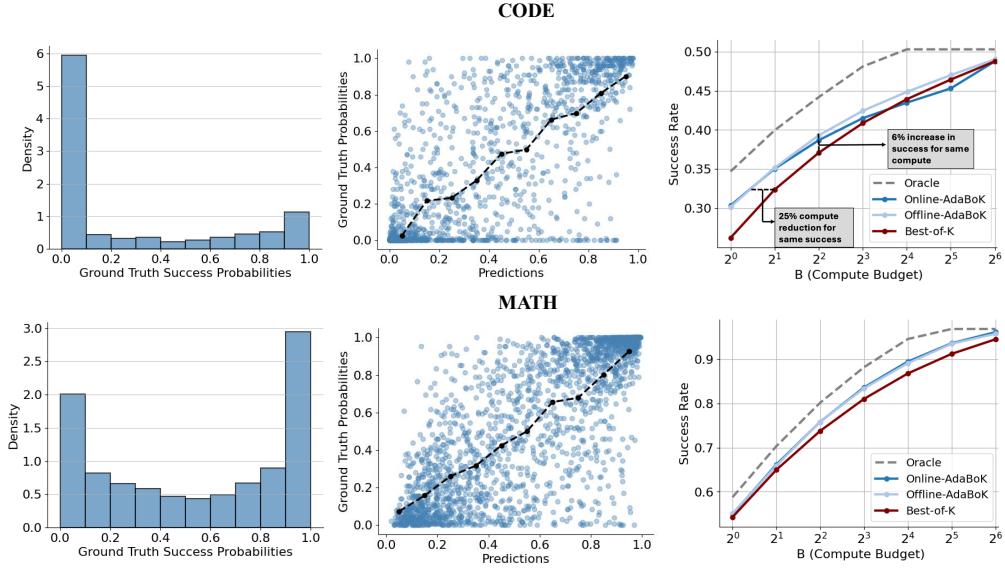 CODE
6
5
4
3
2
1
0
Density
0.0 0.2 0.4 0.6 0.8 1.0
Ground Truth Success Probabilities
1.0
0.8
0.6
0.4
0.2
0.0
Ground Truth Probabilities
0.0 0.2 0.4 0.6 0.8 1.0
Predictions
0.50
0.45
0.40
0.35
0.30
Success Rate
6% increase in
success for same
compute
25% compute
reduction for
same success
Oracle
Online-AdaBoK
Offline-AdaBoK
Best-of-K
2^0 2^1 2^2 2^3 2^4 2^5 2^6
B (Compute Budget)
MATH
3.0
2.5
2.0
1.5
1.0
0.5
0.0
Density
0.0 0.2 0.4 0.6 0.8 1.0
Ground Truth Success Probabilities
1.0
0.8
0.6
0.4
0.2
0.0
Ground Truth Probabilities
0.0 0.2 0.4 0.6 0.8 1.0
Predictions
0.9
0.8
0.7
0.6
Success Rate
Oracle
Online-AdaBoK
Offline-AdaBoK
Best-of-K
2^0 2^1 2^2 2^3 2^4 2^5 2^6
B (Compute Budget)